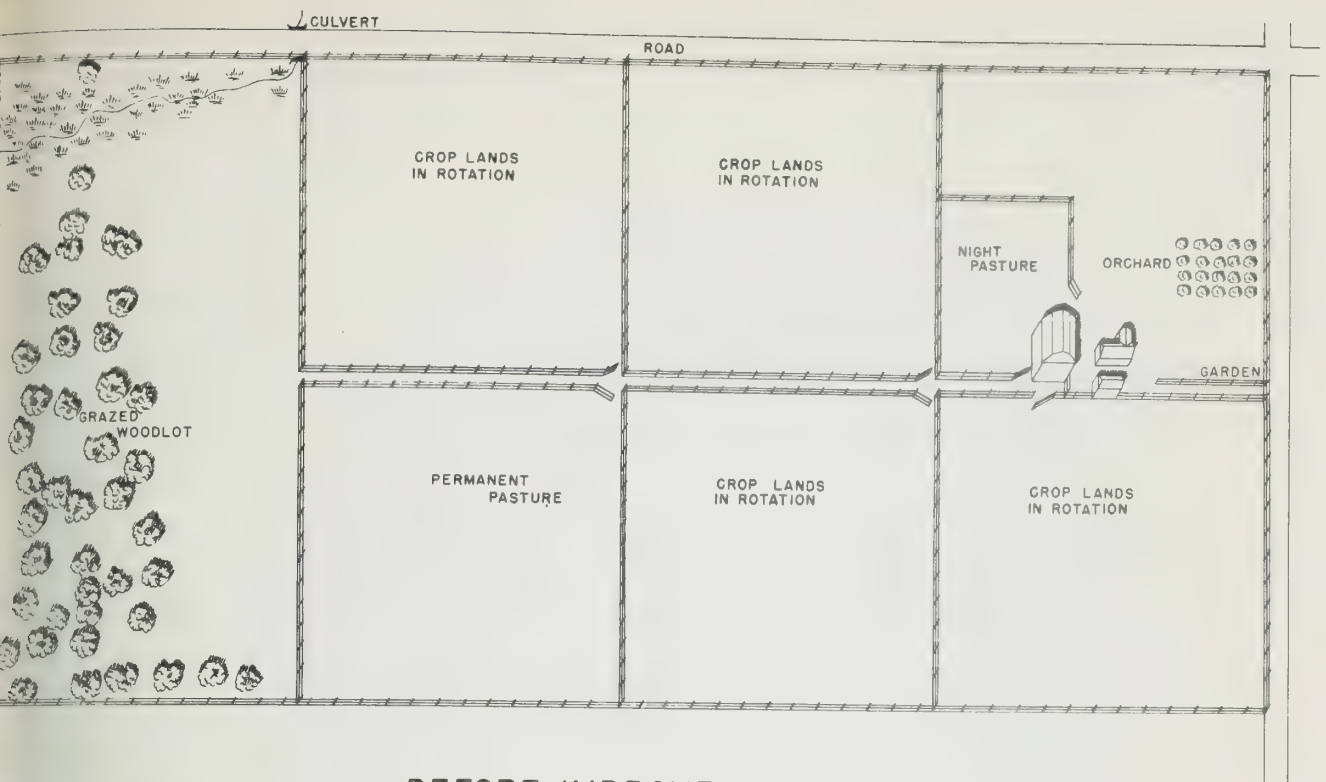 CULVERT
ROAD
CROP LANDS
IN ROTATION
CROP LANDS
IN ROTATION
NIGHT
PASTURE
ORCHARD
GARDEN
GRAZED
WOODLOT
PERMANENT
PASTURE
CROP LANDS
IN ROTATION
CROP LANDS
IN ROTATION
BEFORE